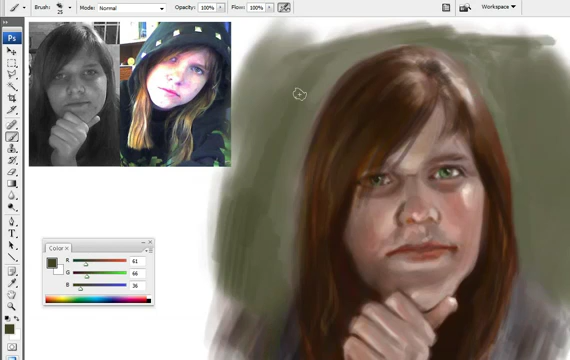 Brush: 25 Mode: Normal Opacity: 100% Flow: 100% Workspace
Ps
Color ×
R 61
G 66
B 36